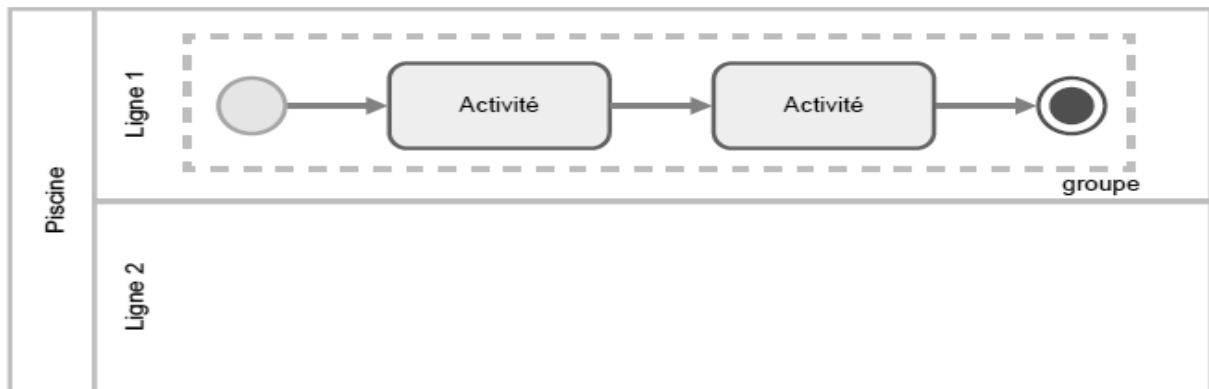 Piscine
Ligne 1
Activité
Activité
groupe
Ligne 2